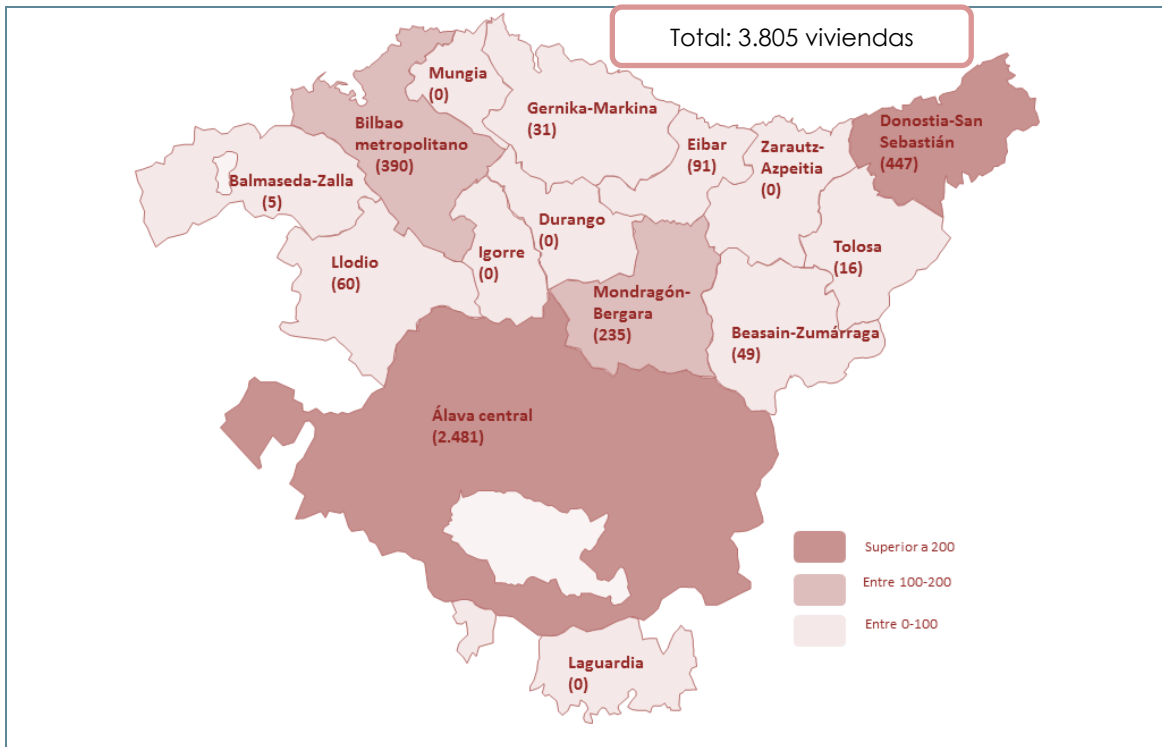 Total: 3.805 viviendas
Mungia
(0)
Gernika-Markina
(31)
Bilbao
metropolitano
(390)
Eibar
(91)
Zarautz-
Azpeitia
(0)
Donostia-San
Sebastián
(447)
Balmaseda-Zalla
(5)
Durango
(0)
Igorre
(0)
Llodio
(60)
Tolosa
(16)
Mondragón-
Bergara
(235)
Beasain-Zumárraga
(49)
Álava central
(2.481)
Superior a 200
Entre 100-200
Entre 0-100
Laguardia
(0)